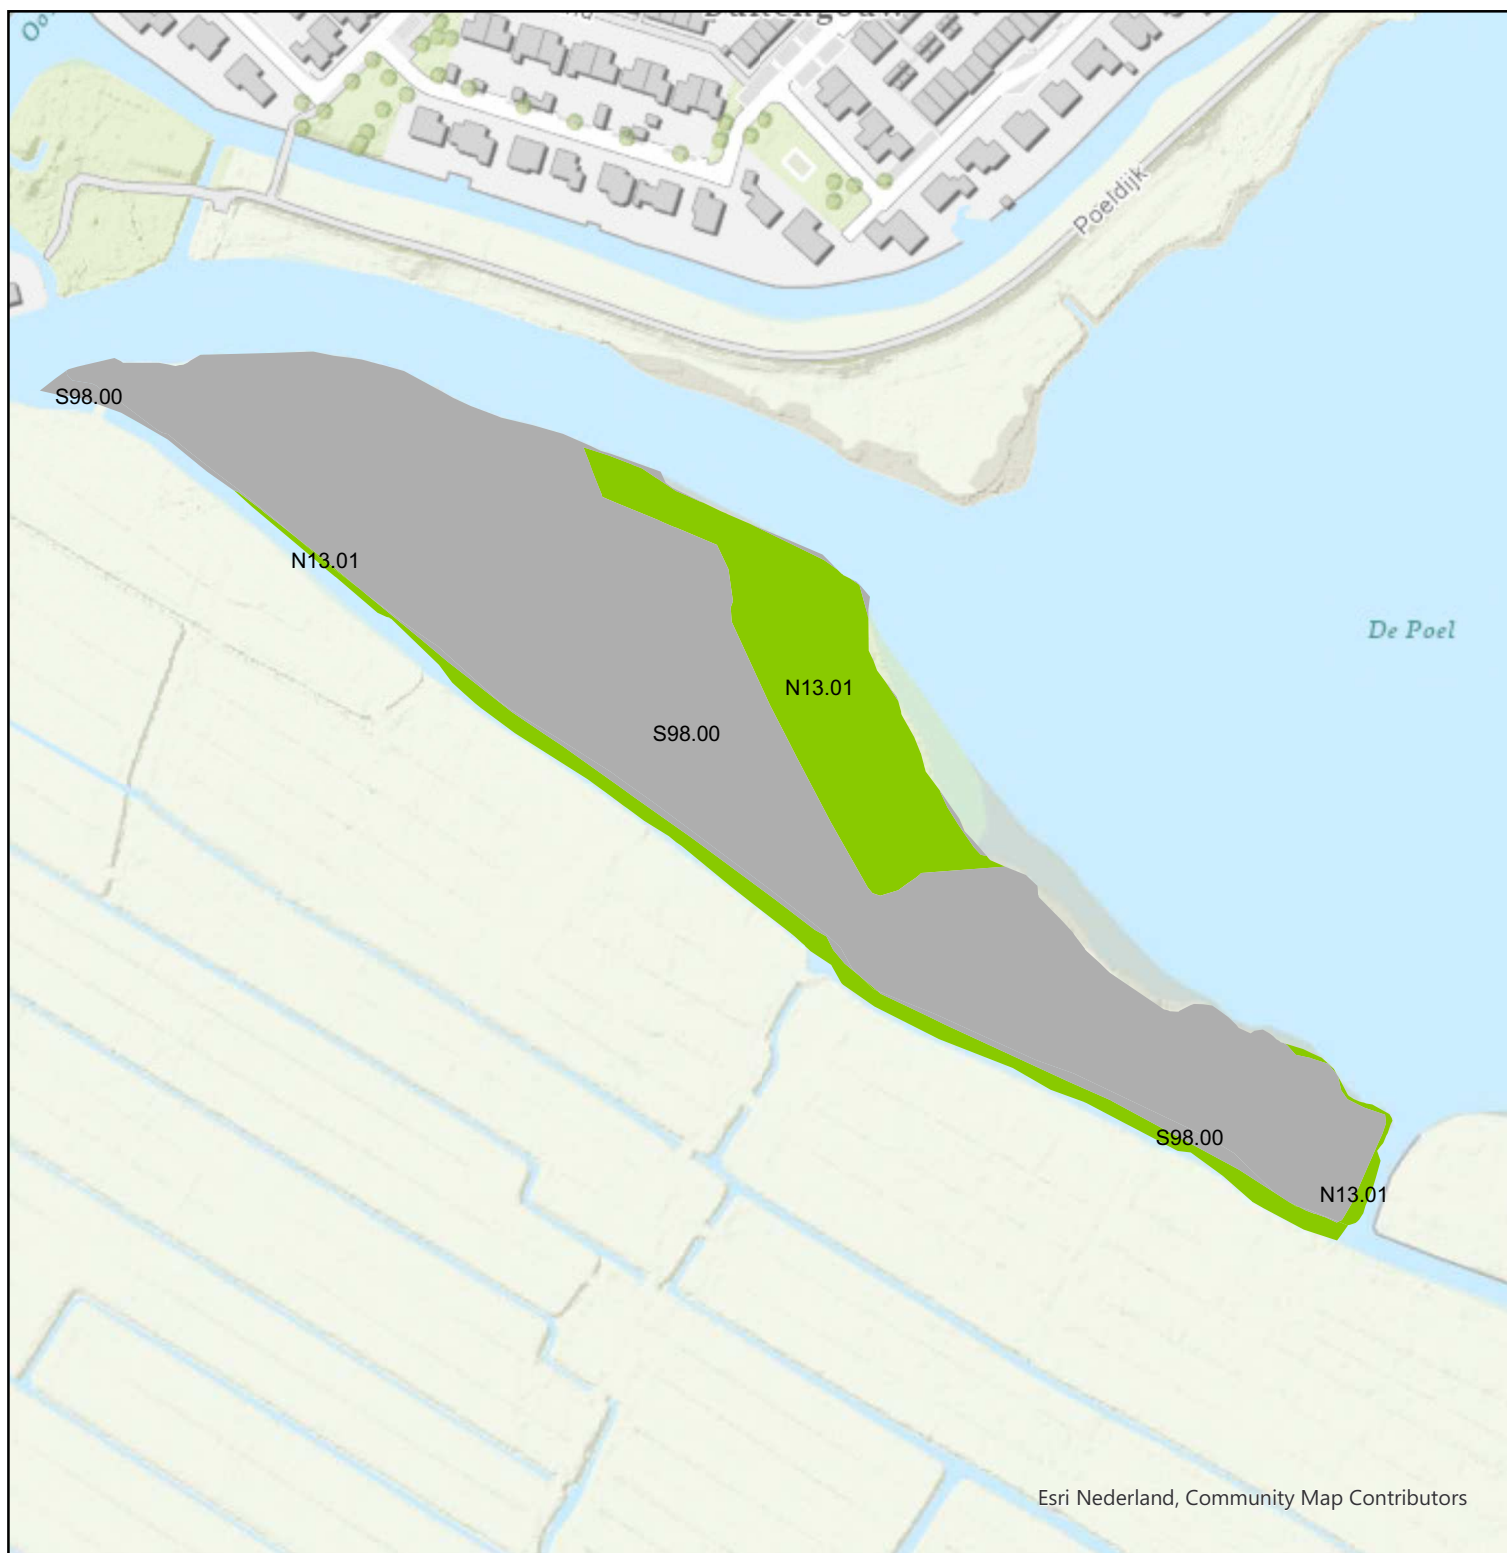 Poeldijk
S98.00
N13.01
De Poel
N13.01
S98.00
S98.00
N13.01
Esri Nederland, Community Map Contributors